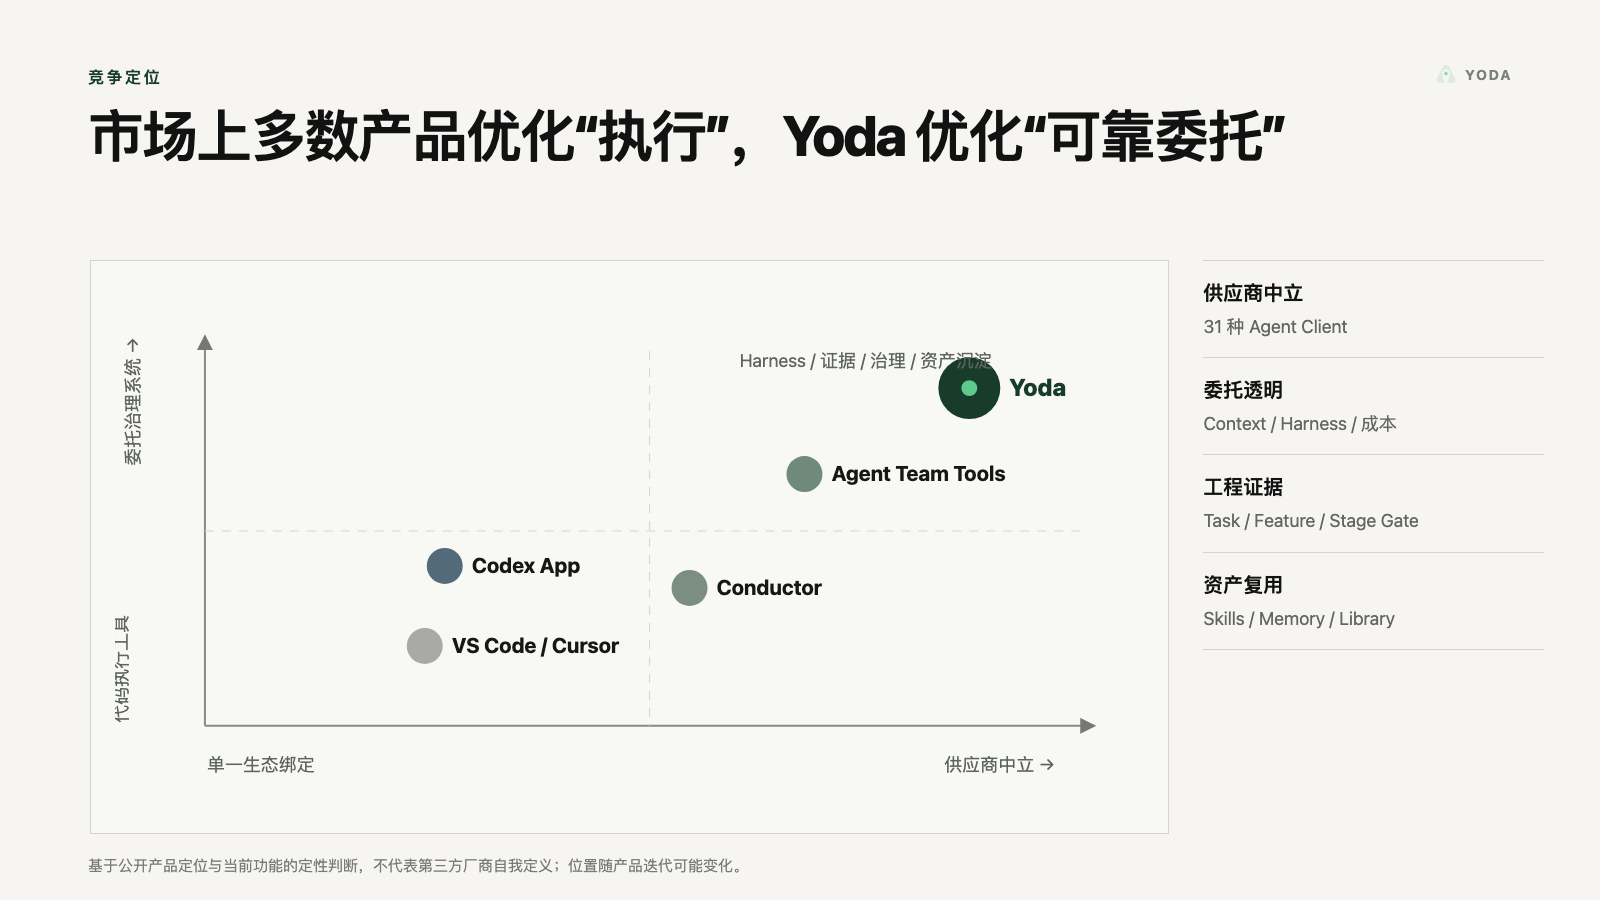 竞争定位
YODA
市场上多数产品优化“执行”，Yoda 优化“可靠委托”
委托治理系统 →
代码执行工具
Harness / 证据 / 治理 / 资产沉淀
Yoda
Agent Team Tools
Codex App
Conductor
VS Code / Cursor
单一生态绑定
供应商中立 →
供应商中立
31 种 Agent Client
委托透明
Context / Harness / 成本
工程证据
Task / Feature / Stage Gate
资产复用
Skills / Memory / Library
基于公开产品定位与当前功能的定性判断，不代表第三方厂商自我定义；位置随产品迭代可能变化。